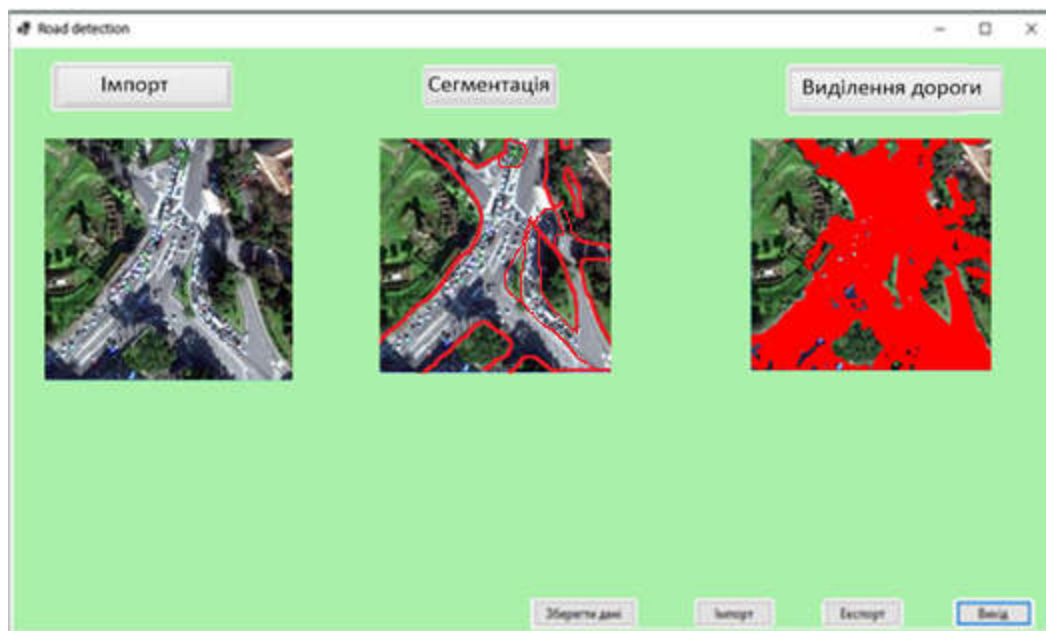 Road detection
Імпорт
Сегментація
Виділення дороги
Зберегти дані
Імпорт
Експорт
Вихід